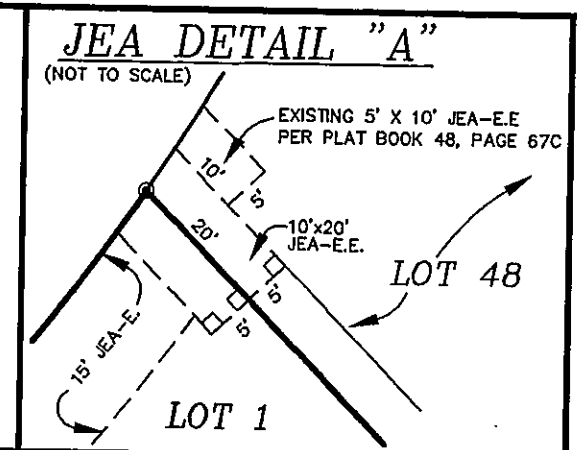 JEA DETAIL "A"
(NOT TO SCALE)
EXISTING 5' X 10' JEA-E.E
PER PLAT BOOK 48, PAGE 67C
10'
5'
20'
10'x20'
JEA-E.E.
LOT 48
5'
5'
15' JEA-E.
LOT 1